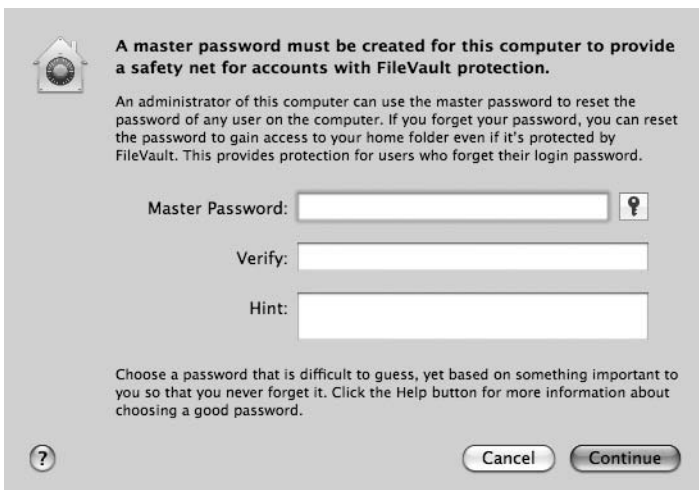 A master password must be created for this computer to provide
a safety net for accounts with FileVault protection.
An administrator of this computer can use the master password to reset the
password of any user on the computer. If you forget your password, you can reset
the password to gain access to your home folder even if it's protected by
FileVault. This provides protection for users who forget their login password.
Master Password:
Verify:
Hint:
Choose a password that is difficult to guess, yet based on something important to
you so that you never forget it. Click the Help button for more information about
choosing a good password.
? Cancel Continue